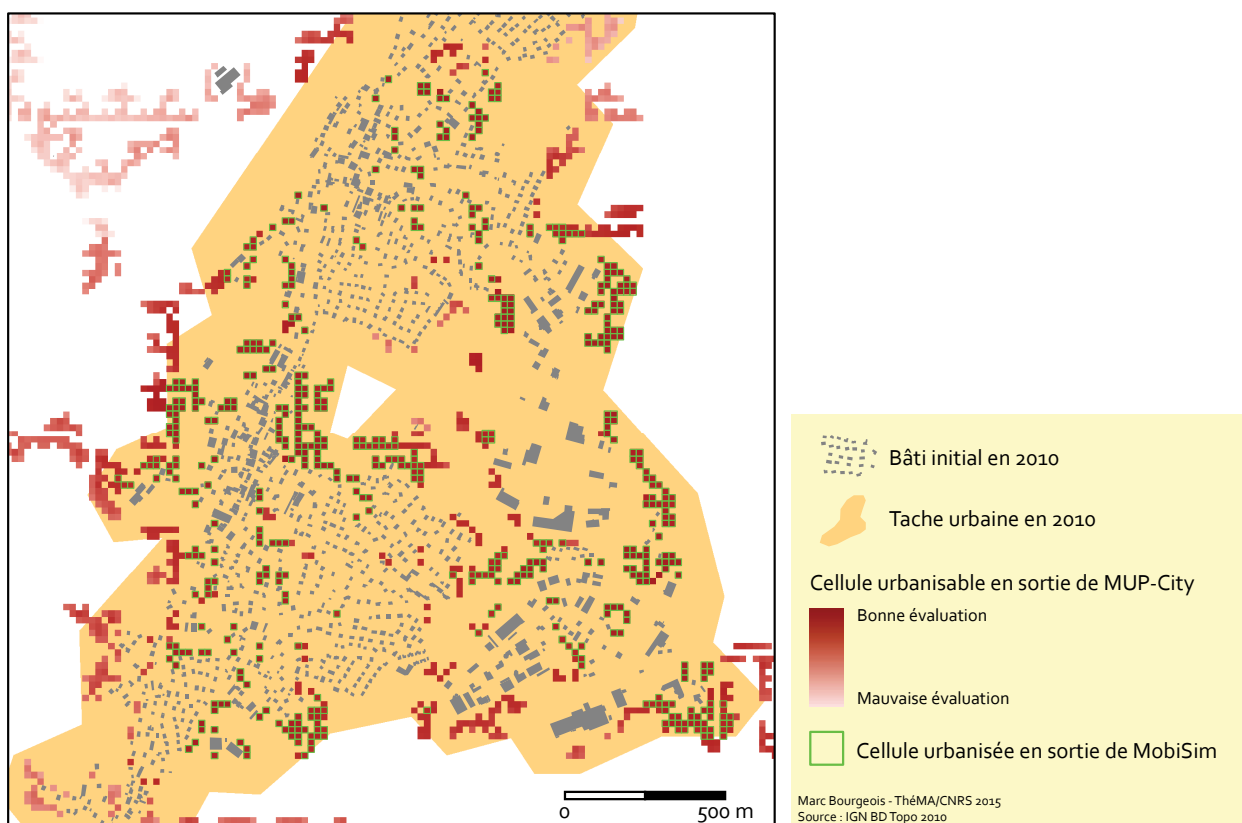 Bâti initial en 2010
Tache urbaine en 2010
Cellule urbanisable en sortie de MUP-City
Bonne évaluation
Mauvaise évaluation
Cellule urbanisée en sortie de MobiSim
Marc Bourgeois - ThéMA/CNRS 2015
Source : IGN BD Topo 2010
0 500 m